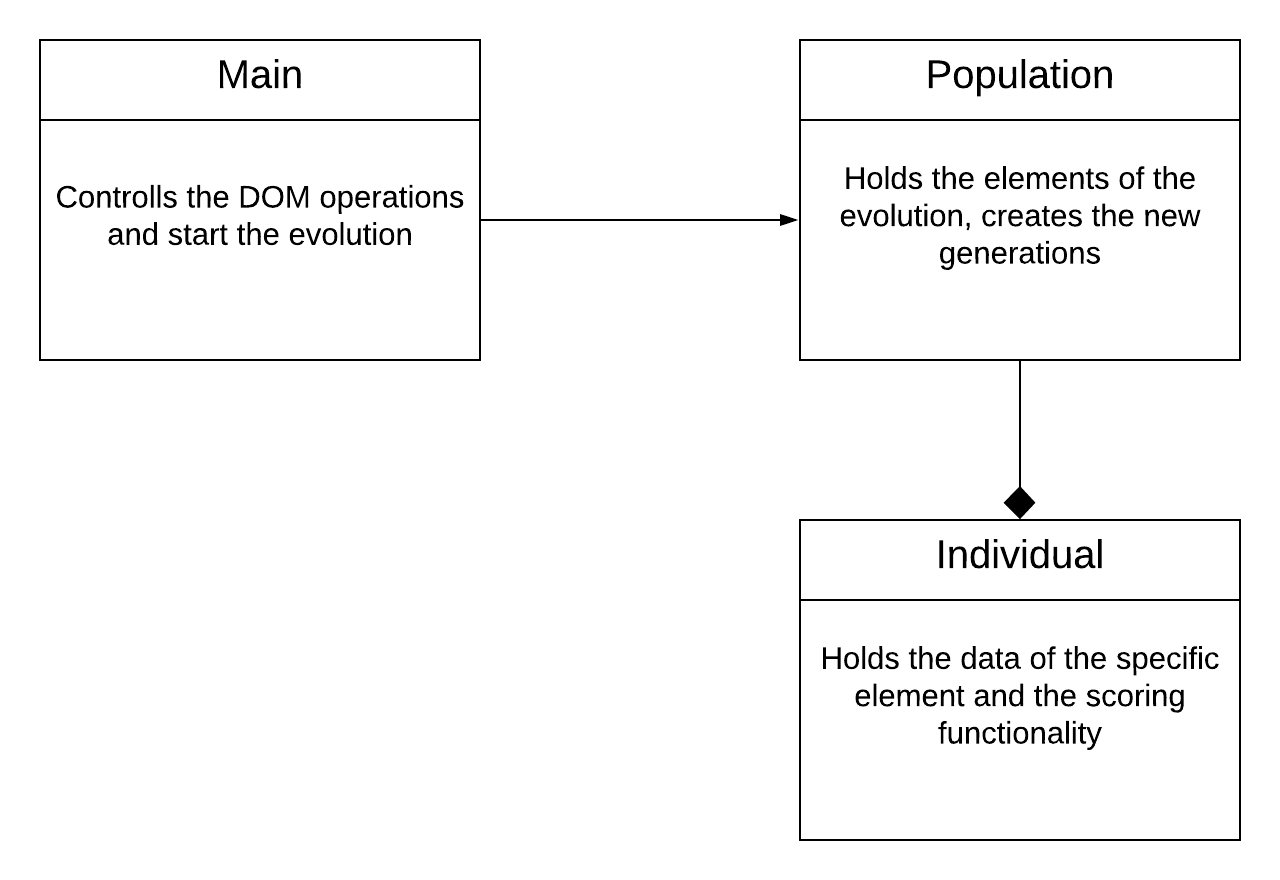 Main
Controlls the DOM operations
and start the evolution
Population
Holds the elements of the
evolution, creates the new
generations
Individual
Holds the data of the specific
element and the scoring
functionality